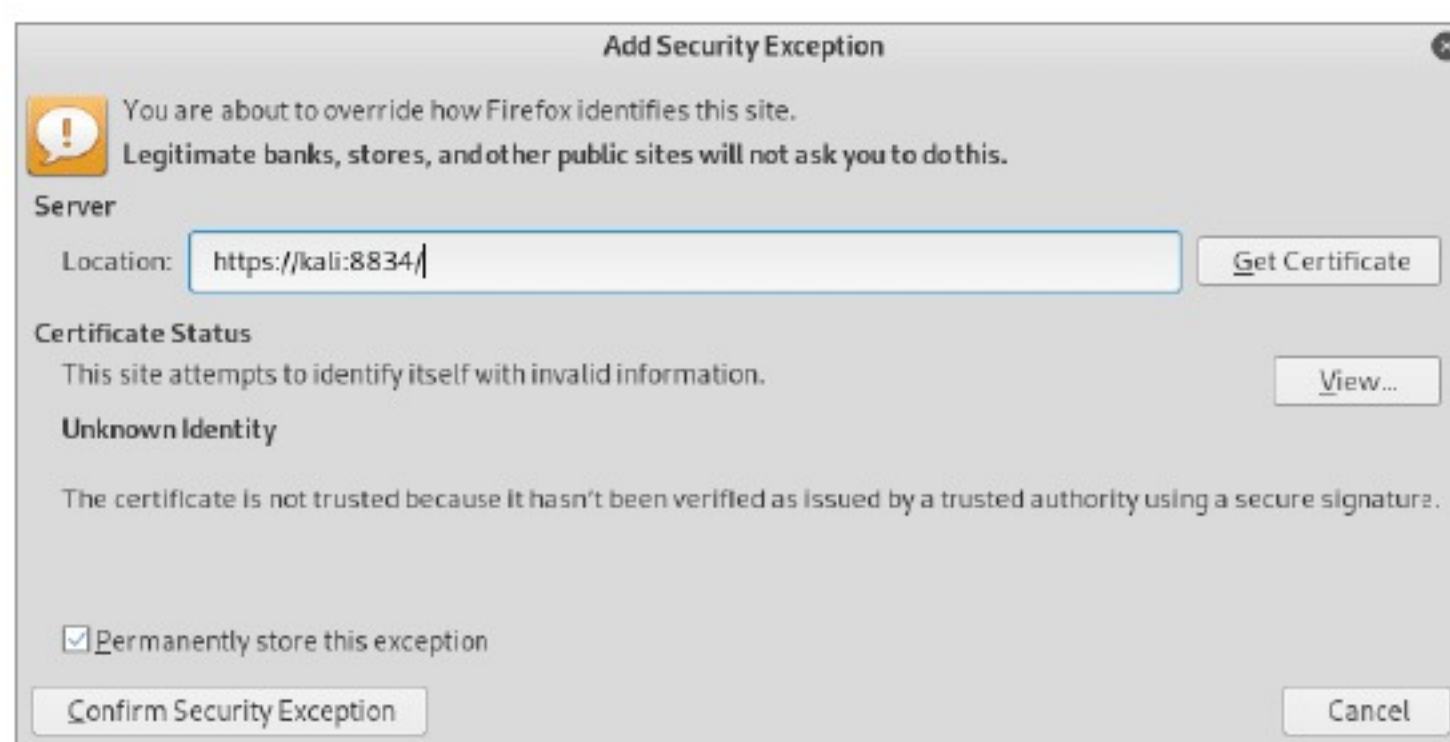 Add Security Exception
You are about to override how Firefox identifies this site.
Legitimate banks, stores, and other public sites will not ask you to do this.
Server
Location: https://kali:8834/ Get Certificate
Certificate Status
This site attempts to identify itself with invalid information. View...
Unknown Identity
The certificate is not trusted because it hasn't been verified as issued by a trusted authority using a secure signature.
Permanently store this exception
Confirm Security Exception Cancel